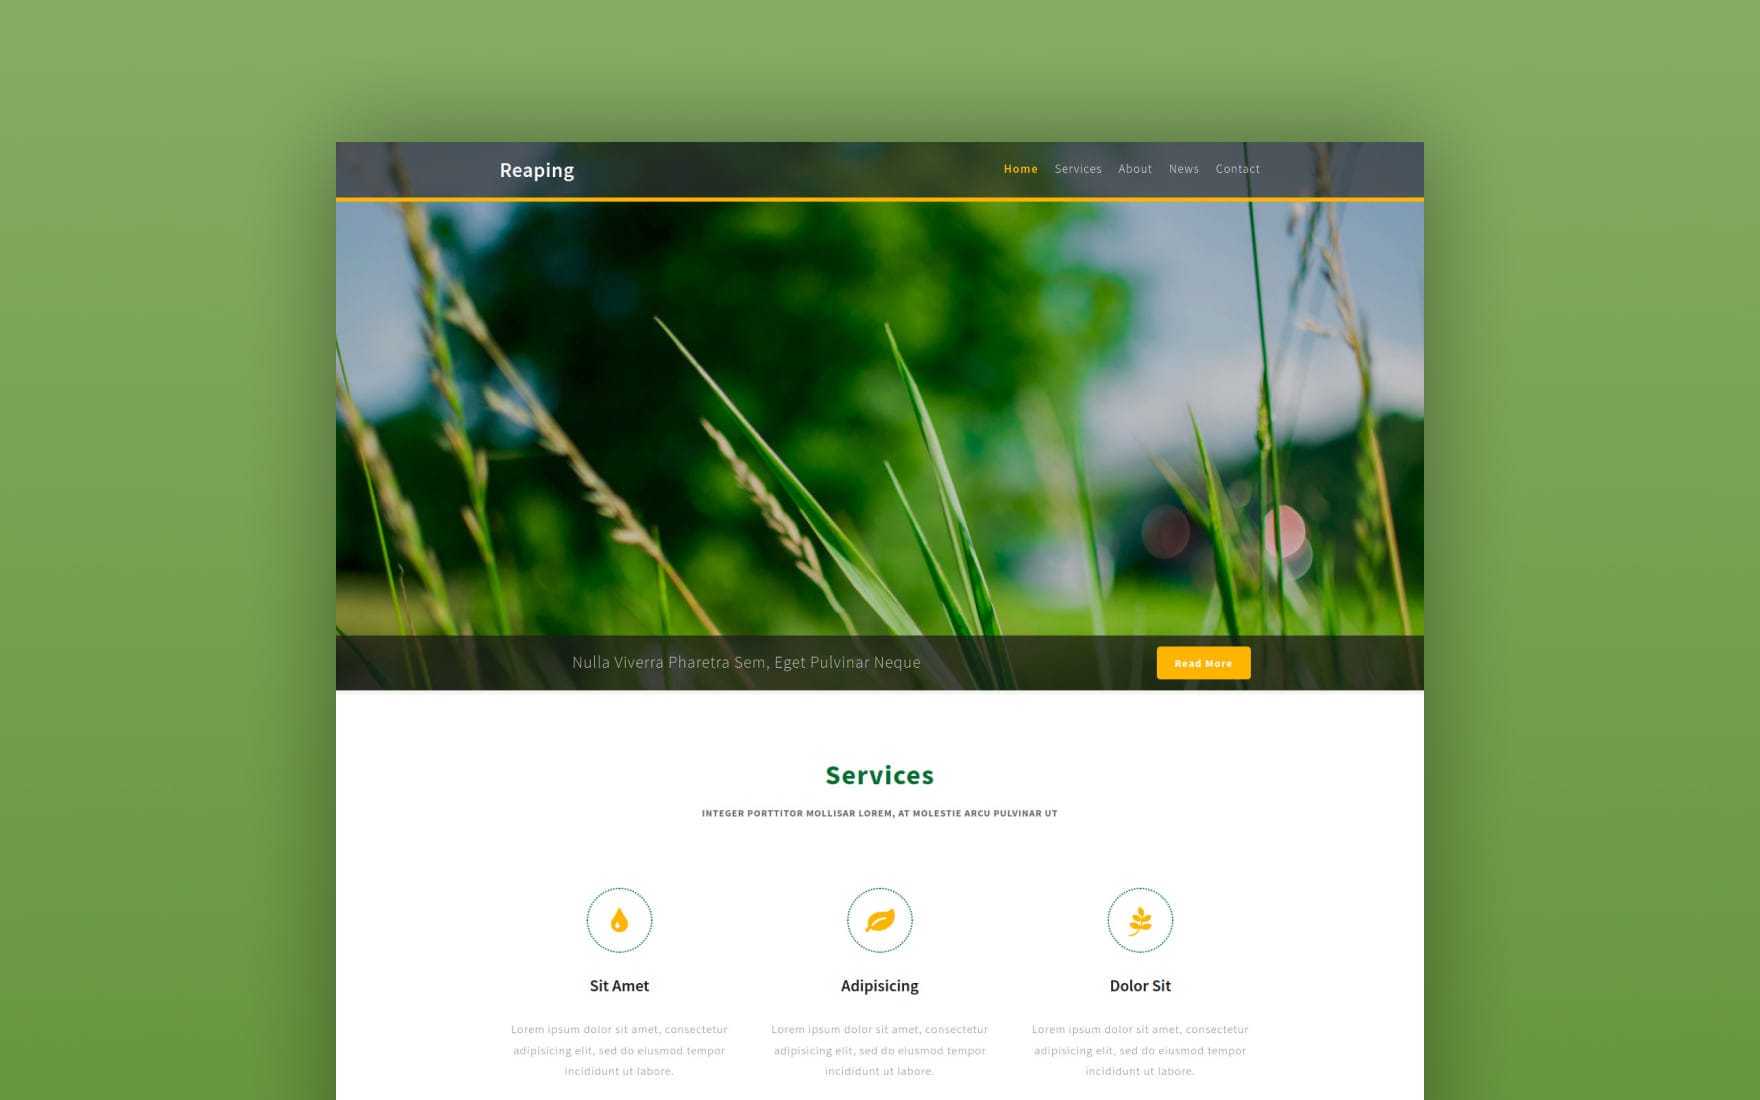 Reaping
Home Services About News Contact
Nulla Viverra Pharetra Sem, Eget Pulvinar Neque
Read More
Services
INTEGER PORTTITOR MOLLISAR LOREM, AT MOLESTIE ARCU PULVINAR UT
Sit Amet
Lorem ipsum dolor sit amet, consectetur
adipisicing elit, sed do eiusmod tempor
incididunt ut labore.
Adipisicing
Lorem ipsum dolor sit amet, consectetur
adipisicing elit, sed do eiusmod tempor
incididunt ut labore.
Dolor Sit
Lorem ipsum dolor sit amet, consectetur
adipisicing elit, sed do eiusmod tempor
incididunt ut labore.